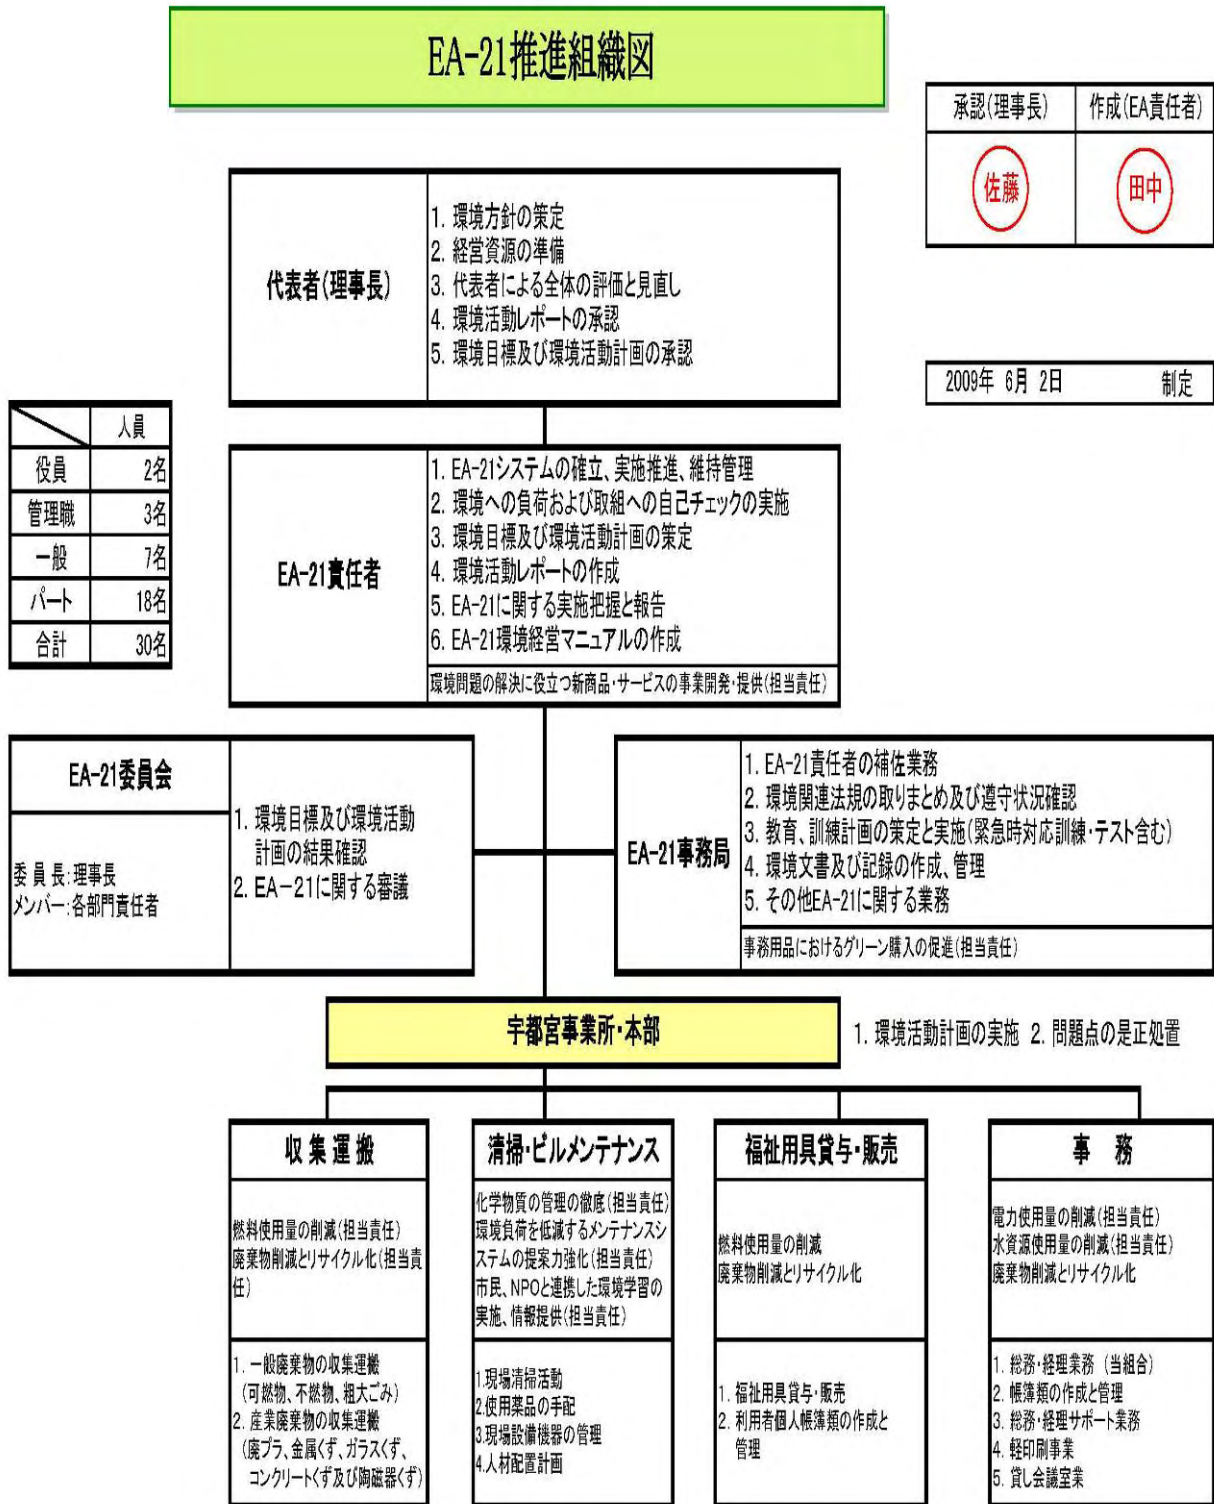 EA-21推進組織図
承認(理事長) 作成(EA責任者)
佐藤 田中
2009年 6月 2日 制定
代表者(理事長)
1. 環境方針の策定
2. 経営資源の準備
3. 代表者による全体の評価と見直し
4. 環境活動レポートの承認
5. 環境目標及び環境活動計画の承認
人員
役員 2名
管理職 3名
一般 7名
パート 18名
合計 30名
EA-21責任者
1. EA-21システムの確立、実施推進、維持管理
2. 環境への負荷および取組への自己チェックの実施
3. 環境目標及び環境活動計画の策定
4. 環境活動レポートの作成
5. EA-21に関する実施把握と報告
6. EA-21環境経営マニュアルの作成
環境問題の解決に役立つ新商品・サービスの事業開発・提供(担当責任)
EA-21委員会
委 員 長:理事長
メンバー:各部門責任者
1. 環境目標及び環境活動
計画の結果確認
2. EA-21に関する審議
EA-21事務局
1. EA-21責任者の補佐業務
2. 環境関連法規の取りまとめ及び遵守状況確認
3. 教育、訓練計画の策定と実施(緊急時対応訓練・テスト含む)
4. 環境文書及び記録の作成、管理
5. その他EA-21に関する業務
事務用品におけるグリーン購入の促進(担当責任)
宇都宮事業所・本部
1. 環境活動計画の実施 2. 問題点の是正処置
収 集 運 搬
燃料使用量の削減(担当責任)
廃棄物削減とリサイクル化(担当責
任)
1. 一般廃棄物の収集運搬
(可燃物、不燃物、粗大ごみ)
2. 産業廃棄物の収集運搬
(廃プラ、金属くず、ガラスくず、
コンクリートくず及び陶磁器くず)
清掃・ビルメンテナンス
化学物質の管理の徹底(担当責任)
環境負荷を低減するメンテナンスシ
ステムの提案力強化(担当責任)
市民、NPOと連携した環境学習の
実施、情報提供(担当責任)
1.現場清掃活動
2.使用薬品の手配
3.現場設備機器の管理
4.人材配置計画
福祉用具貸与・販売
燃料使用量の削減
廃棄物削減とリサイクル化
1. 福祉用具貸与・販売
2. 利用者個人帳簿類の作成と
管理
事 務
電力使用量の削減(担当責任)
水資源使用量の削減(担当責任)
廃棄物削減とリサイクル化
1. 総務・経理業務 (当組合)
2. 帳簿類の作成と管理
3. 総務・経理サポート業務
4. 軽印刷事業
5. 貸し会議室業